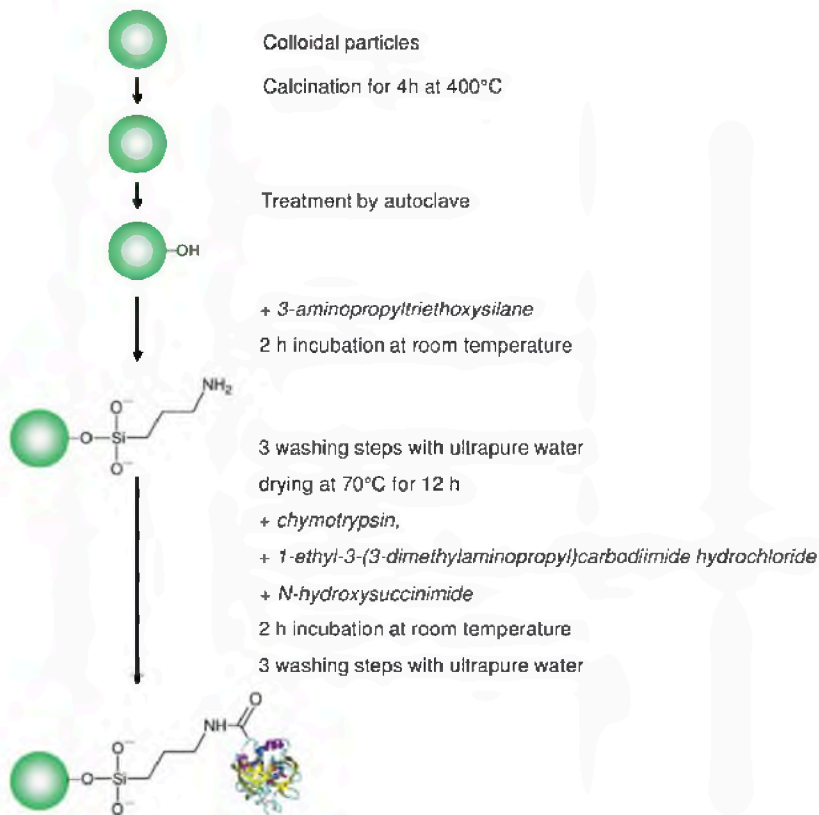 Colloidal particles
Calcination for 4h at 400°C
Treatment by autoclave
–OH
+ 3-aminopropyltriethoxysilane
2 h incubation at room temperature
NH₂
O⁻
–O–Si
O⁻
3 washing steps with ultrapure water
drying at 70°C for 12 h
+ chymotrypsin,
+ 1-ethyl-3-(3-dimethylaminopropyl)carbodiimide hydrochloride
+ N-hydroxysuccinimide
2 h incubation at room temperature
3 washing steps with ultrapure water
O
NH
O⁻
–O–Si
O⁻